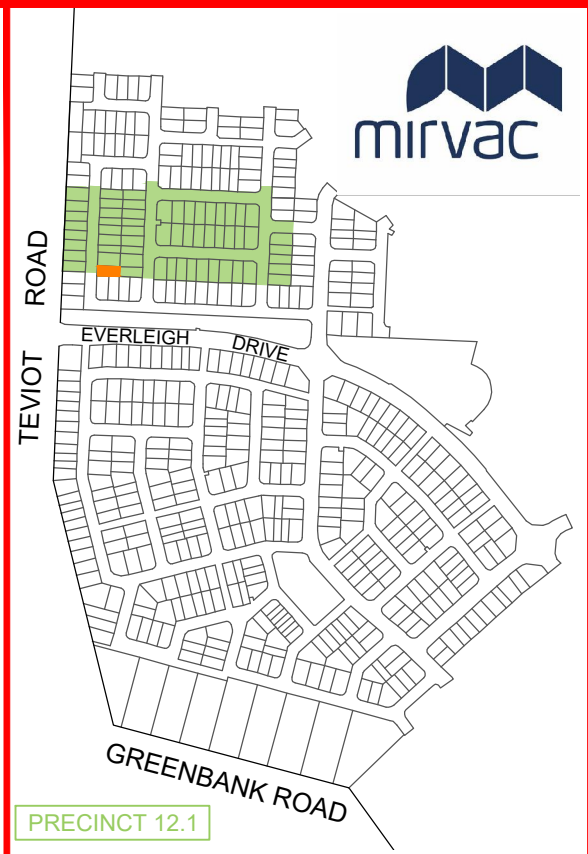 mirvac
TEVIOT ROAD
EVERLEIGH DRIVE
GREENBANK ROAD
PRECINCT 12.1